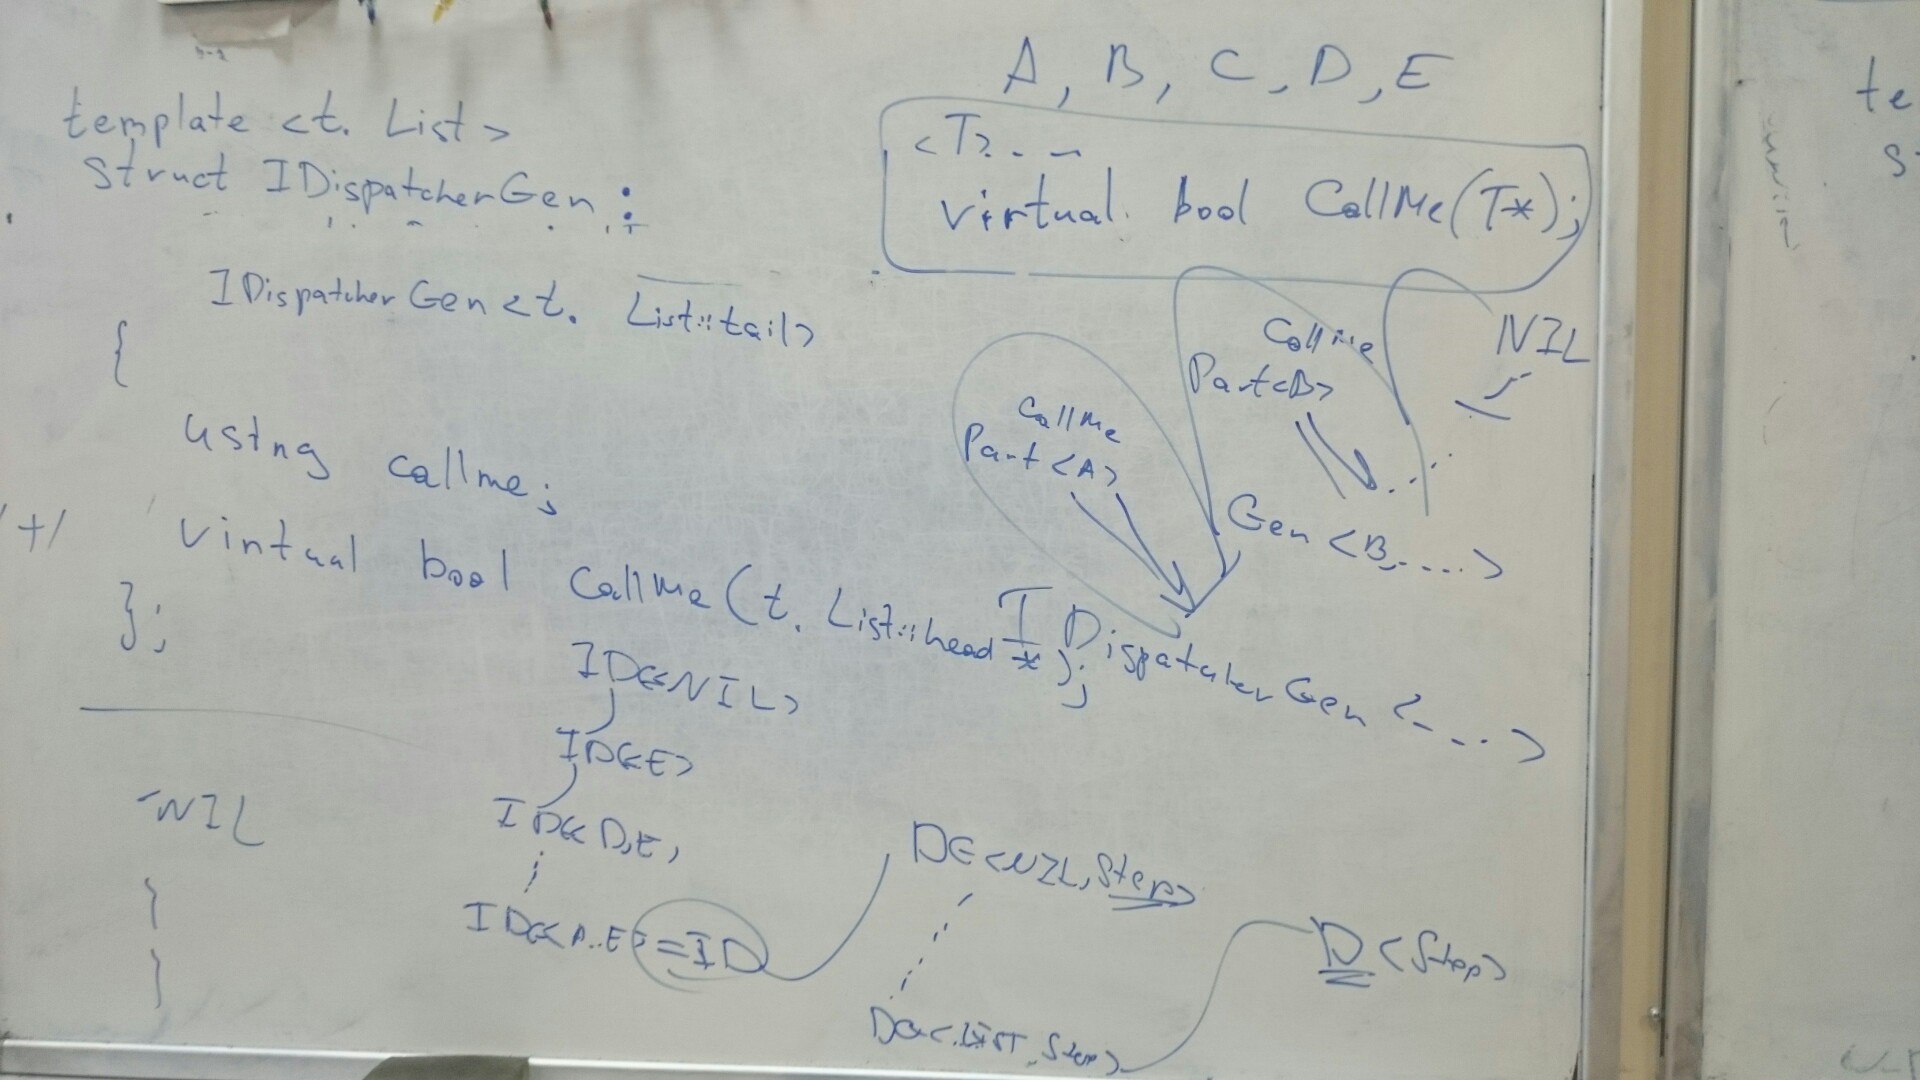 template <t. List>
struct IDispatcherGen :
IDispatcherGen <t. List::tail>
{
using callme;
virtual bool CallMe(t. List::head *);
};
/+/
NIL
}
}
A, B, C, D, E
<T>...
virtual bool CallMe(T*);
NIL
CallMe
Part<B>
CallMe
Part<A>
Gen <B,....>
IDispatcherGen <....>
IDG<NIL>
IDG<E>
IDG<D,E>
IDG<A..E> = ID
DG<NIL, Step>
DG<LIST, Step>
D<Step>
te
s